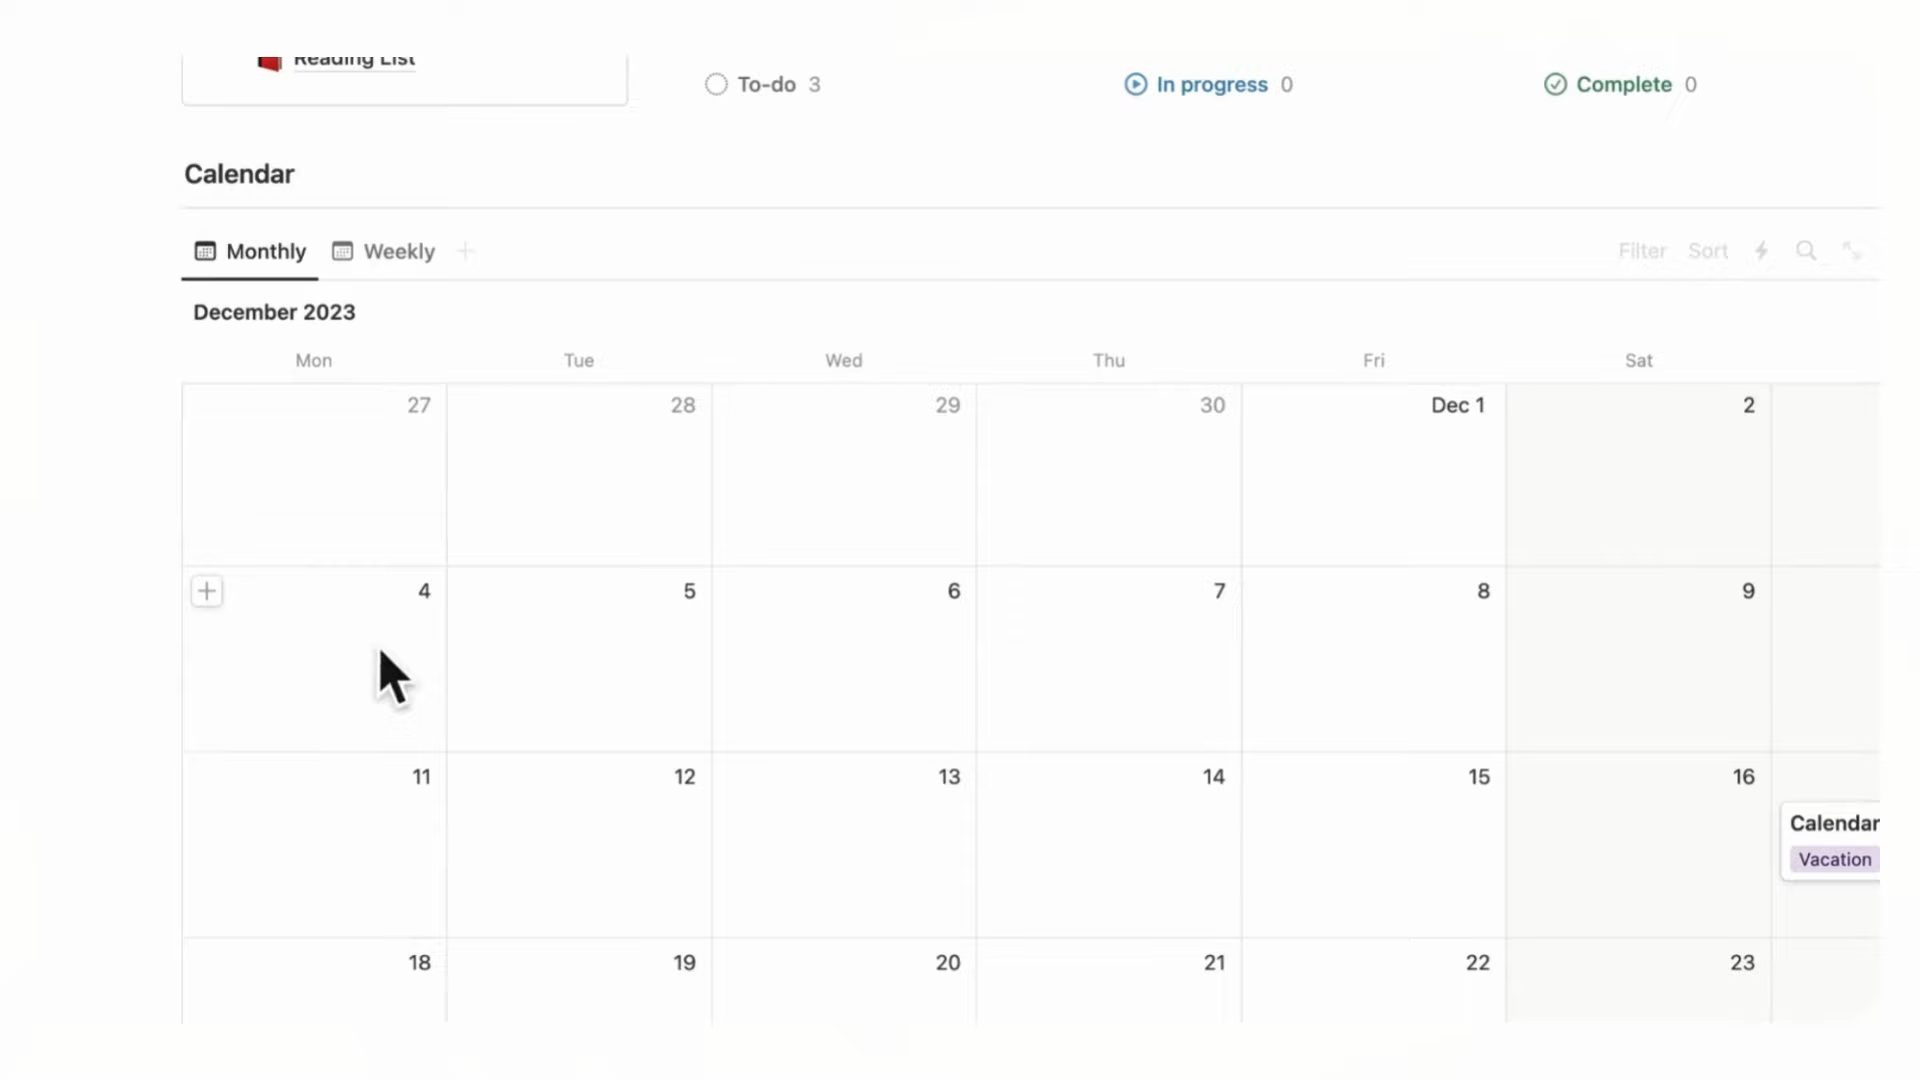 Reading List
To-do 3
In progress 0
Complete 0
Calendar
Monthly Weekly
Filter Sort
December 2023
Mon Tue Wed Thu Fri Sat
27 28 29 30 Dec 1 2
4 5 6 7 8 9
11 12 13 14 15 16
Calendar
Vacation
18 19 20 21 22 23